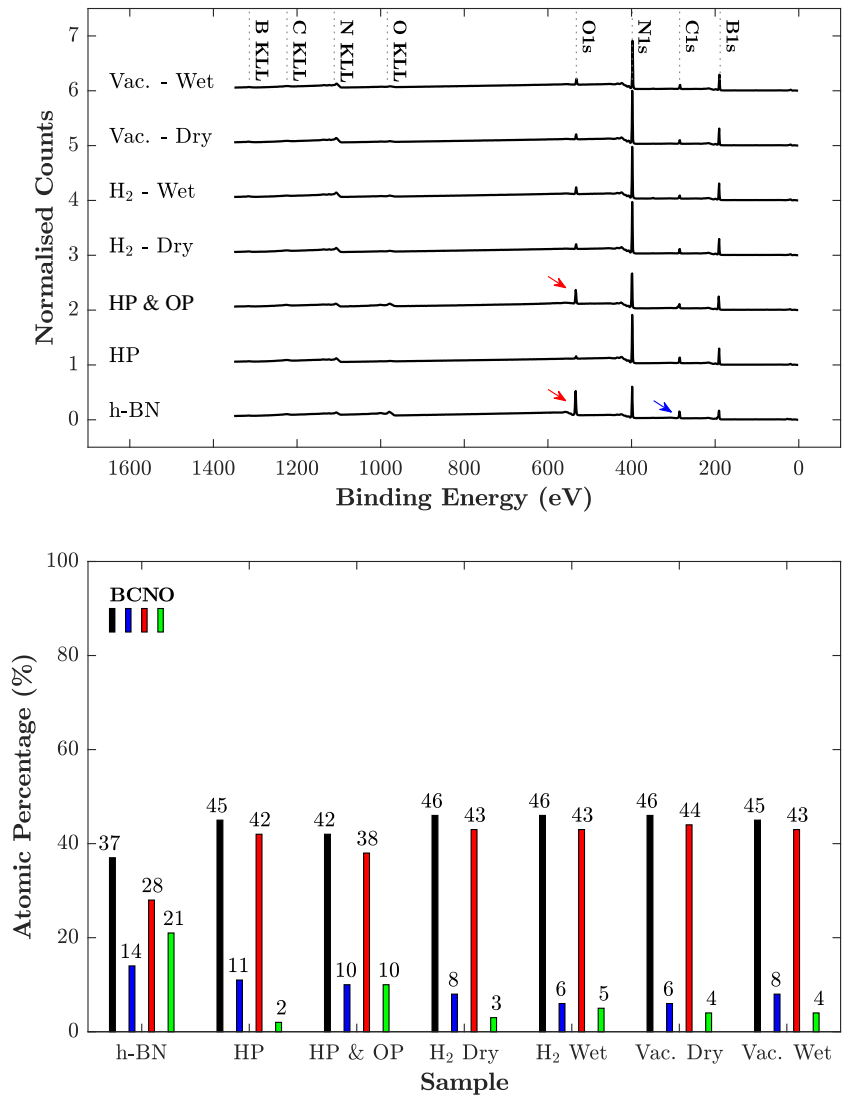 B KLL
C KLL
N KLL
O KLL
O1s
N1s
C1s
B1s
7
6
5
4
3
2
1
0
Normalised Counts
Vac. - Wet
Vac. - Dry
H₂ - Wet
H₂ - Dry
HP & OP
HP
h-BN
1600 1400 1200 1000 800 600 400 200 0
Binding Energy (eV)
100
80
60
40
20
0
Atomic Percentage (%)
BCNO
37 14 28 21
45 11 42 2
42 10 38 10
46 8 43 3
46 6 43 5
46 6 44 4
45 8 43 4
h-BN HP HP & OP H₂ Dry H₂ Wet Vac. Dry Vac. Wet
Sample